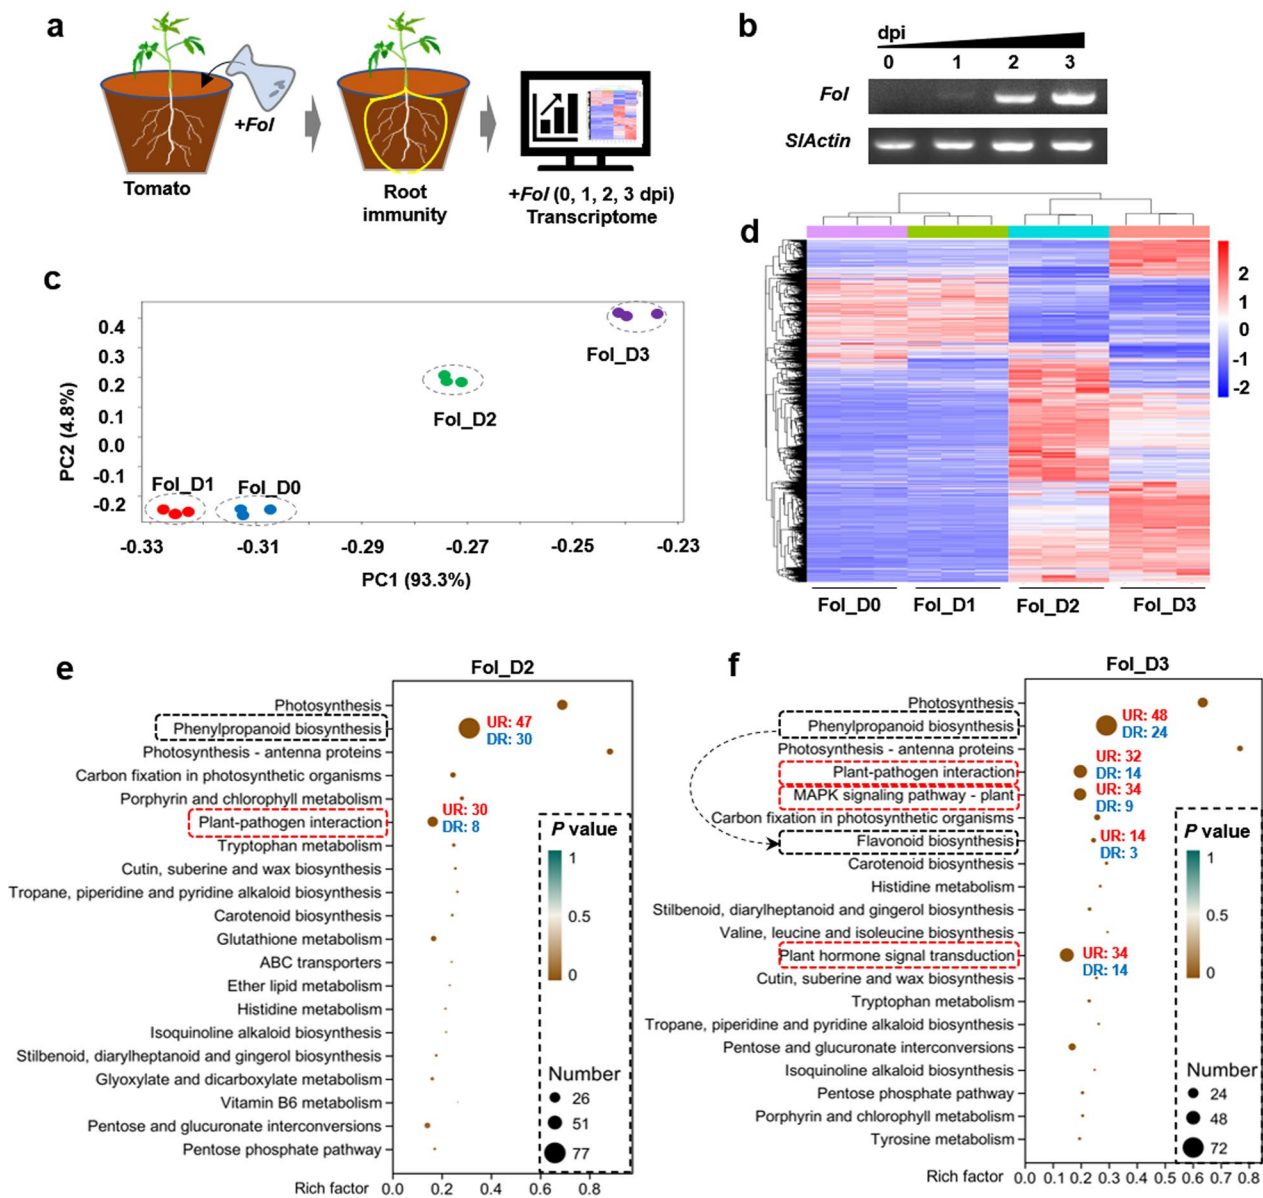 a
+Fol
Tomato
Root
immunity
+Fol (0, 1, 2, 3 dpi)
Transcriptome
b
dpi
0 1 2 3
Fol
SlActin
c
0.4
0.3
0.2
0.1
0.0
-0.1
-0.2
PC2 (4.8%)
Fol_D3
Fol_D2
Fol_D1 Fol_D0
-0.33 -0.31 -0.29 -0.27 -0.25 -0.23
PC1 (93.3%)
d
2
1
0
-1
-2
Fol_D0 Fol_D1 Fol_D2 Fol_D3
e
Fol_D2
Photosynthesis
Phenylpropanoid biosynthesis
UR: 47
DR: 30
Photosynthesis - antenna proteins
Carbon fixation in photosynthetic organisms
Porphyrin and chlorophyll metabolism
Plant-pathogen interaction
UR: 30
DR: 8
Tryptophan metabolism
Cutin, suberine and wax biosynthesis
Tropane, piperidine and pyridine alkaloid biosynthesis
Carotenoid biosynthesis
Glutathione metabolism
ABC transporters
Ether lipid metabolism
Histidine metabolism
Isoquinoline alkaloid biosynthesis
Stilbenoid, diarylheptanoid and gingerol biosynthesis
Glyoxylate and dicarboxylate metabolism
Vitamin B6 metabolism
Pentose and glucuronate interconversions
Pentose phosphate pathway
P value
1
0.5
0
Number
26
51
77
Rich factor 0.0 0.2 0.4 0.6 0.8
f
Fol_D3
Photosynthesis
Phenylpropanoid biosynthesis
UR: 48
DR: 24
Photosynthesis - antenna proteins
Plant-pathogen interaction
UR: 32
DR: 14
MAPK signaling pathway - plant
UR: 34
DR: 9
Carbon fixation in photosynthetic organisms
Flavonoid biosynthesis
UR: 14
DR: 3
Carotenoid biosynthesis
Histidine metabolism
Stilbenoid, diarylheptanoid and gingerol biosynthesis
Valine, leucine and isoleucine biosynthesis
Plant hormone signal transduction
UR: 34
DR: 14
Cutin, suberine and wax biosynthesis
Tryptophan metabolism
Tropane, piperidine and pyridine alkaloid biosynthesis
Pentose and glucuronate interconversions
Isoquinoline alkaloid biosynthesis
Pentose phosphate pathway
Porphyrin and chlorophyll metabolism
Tyrosine metabolism
P value
1
0.5
0
Number
24
48
72
Rich factor 0.0 0.1 0.2 0.3 0.4 0.5 0.6 0.7 0.8